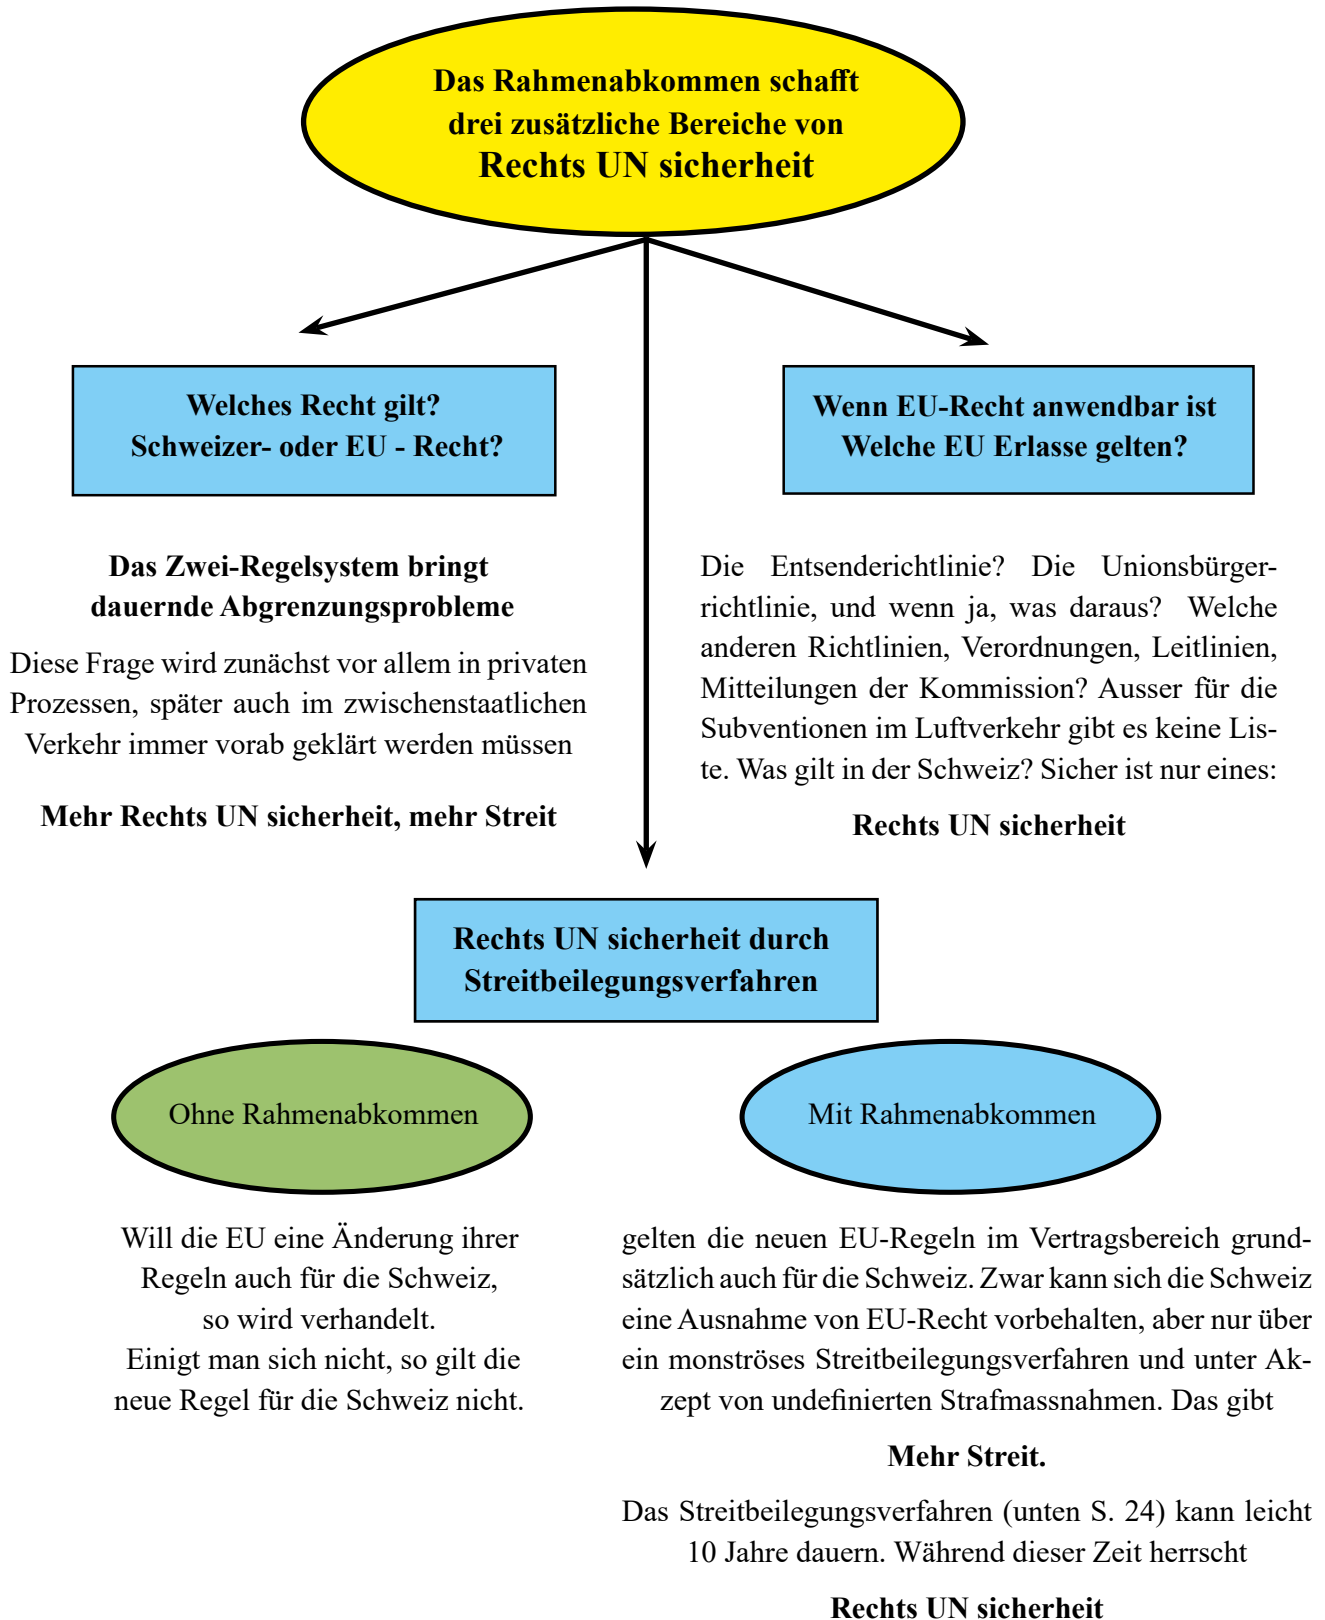 Das Rahmenabkommen schafft
drei zusätzliche Bereiche von
Rechts UN sicherheit
Welches Recht gilt?
Schweizer- oder EU - Recht?
Das Zwei-Regelsystem bringt
dauernde Abgrenzungsprobleme
Diese Frage wird zunächst vor allem in privaten
Prozessen, später auch im zwischenstaatlichen
Verkehr immer vorab geklärt werden müssen
Mehr Rechts UN sicherheit, mehr Streit
Wenn EU-Recht anwendbar ist
Welche EU Erlasse gelten?
Die Entsenderichtlinie? Die Unionsbürger-
richtlinie, und wenn ja, was daraus? Welche
anderen Richtlinien, Verordnungen, Leitlinien,
Mitteilungen der Kommission? Ausser für die
Subventionen im Luftverkehr gibt es keine Lis-
te. Was gilt in der Schweiz? Sicher ist nur eines:
Rechts UN sicherheit
Rechts UN sicherheit durch
Streitbeilegungsverfahren
Ohne Rahmenabkommen
Will die EU eine Änderung ihrer
Regeln auch für die Schweiz,
so wird verhandelt.
Einigt man sich nicht, so gilt die
neue Regel für die Schweiz nicht.
Mit Rahmenabkommen
gelten die neuen EU-Regeln im Vertragsbereich grund-
sätzlich auch für die Schweiz. Zwar kann sich die Schweiz
eine Ausnahme von EU-Recht vorbehalten, aber nur über
ein monströses Streitbeilegungsverfahren und unter Ak-
zept von undefinierten Strafmassnahmen. Das gibt
Mehr Streit.
Das Streitbeilegungsverfahren (unten S. 24) kann leicht
10 Jahre dauern. Während dieser Zeit herrscht
Rechts UN sicherheit